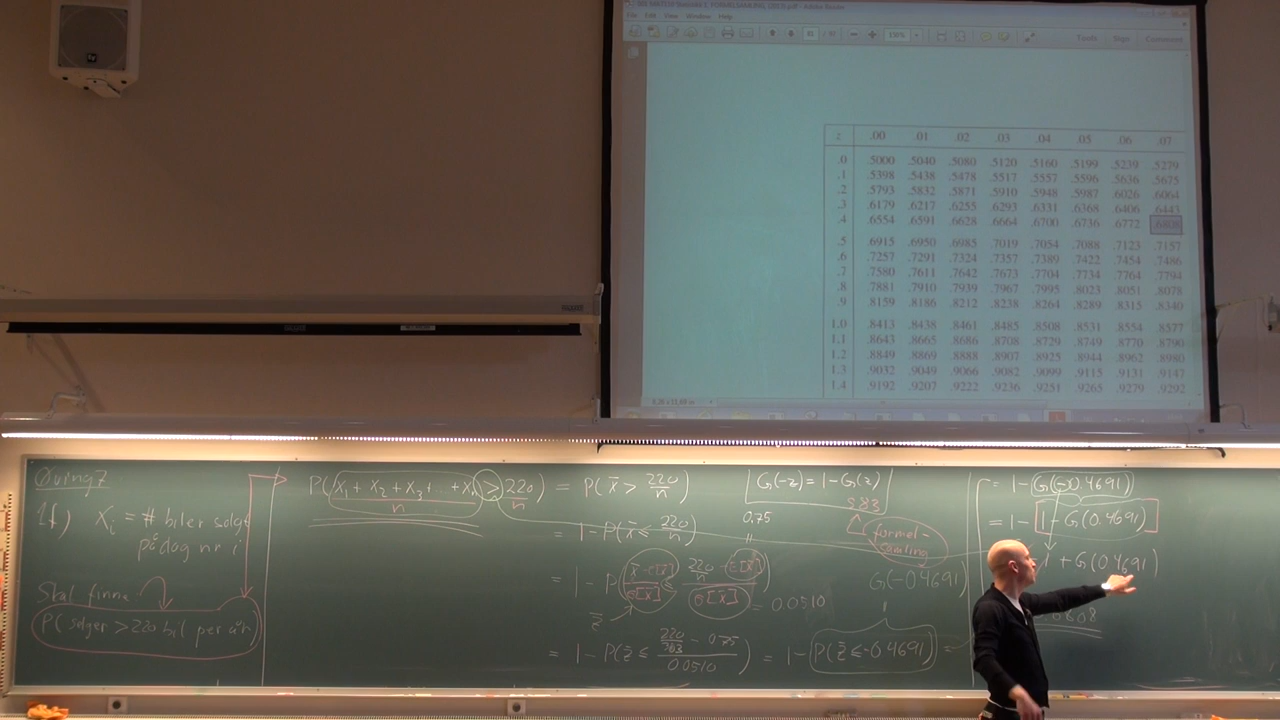 File Edit View Window Help
Tools Sign Comment
z .00 .01 .02 .03 .04 .05 .06 .07
.0 .5000 .5040 .5080 .5120 .5160 .5199 .5239 .5279
.1 .5398 .5438 .5478 .5517 .5557 .5596 .5636 .5675
.2 .5793 .5832 .5871 .5910 .5948 .5987 .6026 .6064
.3 .6179 .6217 .6255 .6293 .6331 .6368 .6406 .6443
.4 .6554 .6591 .6628 .6664 .6700 .6736 .6772 .6808
.5 .6915 .6950 .6985 .7019 .7054 .7088 .7123 .7157
.6 .7257 .7291 .7324 .7357 .7389 .7422 .7454 .7486
.7 .7580 .7611 .7642 .7673 .7704 .7734 .7764 .7794
.8 .7881 .7910 .7939 .7967 .7995 .8023 .8051 .8078
.9 .8159 .8186 .8212 .8238 .8264 .8289 .8315 .8340
1.0 .8413 .8438 .8461 .8485 .8508 .8531 .8554 .8577
1.1 .8643 .8665 .8686 .8708 .8729 .8749 .8770 .8790
1.2 .8849 .8869 .8888 .8907 .8925 .8944 .8962 .8980
1.3 .9032 .9049 .9066 .9082 .9099 .9115 .9131 .9147
1.4 .9192 .9207 .9222 .9236 .9251 .9265 .9279 .9292
Øving 7
1f) Xi = # biler solgt
på dag nr i
Skal finne:
P( selger > 220 bil per år)
P( (X1 + X2 + X3 ... + Xn)/n ≥ 220/n ) = P( X̄ > 220/n )
= 1 - P( X̄ ≤ 220/n )
= 1 - P( (X̄ - E[X̄])/σ[X̄] ≤ (220/n - E[X̄])/σ[X̄] )
0.75
= 0.0510
z
= 1 - P( Z ≤ (220/363 - 0.75)/0.0510 ) = 1 - P( Z ≤ -0.4691 ) =
G(-z) = 1 - G(z)
s.83
formel-
samling
G(-0.4691)
= 1 - G(-0.4691)
= 1 - [1 - G(0.4691)]
+ G(0.4691)